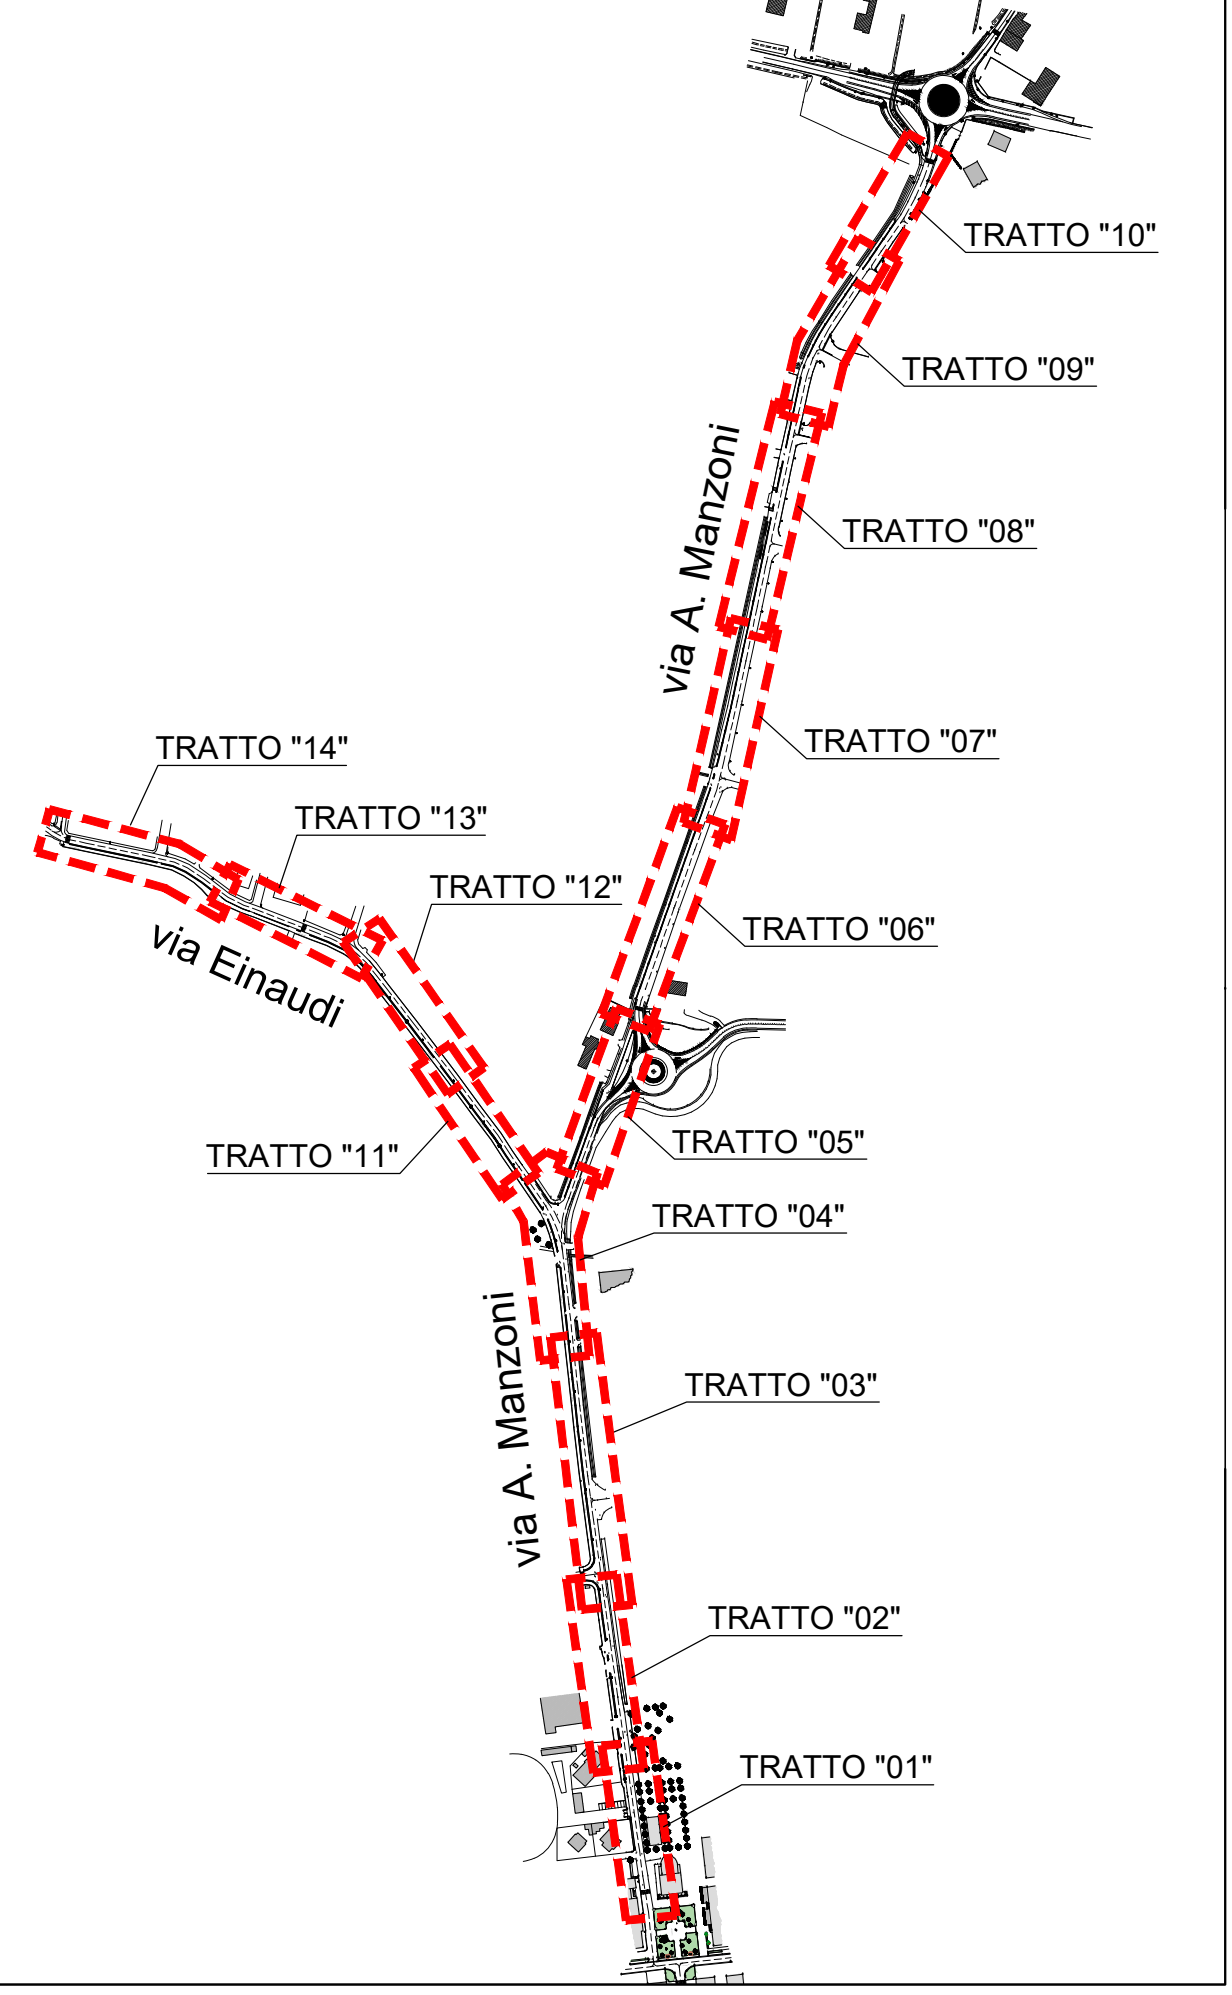 TRATTO "10"
TRATTO "09"
via A. Manzoni
TRATTO "08"
TRATTO "07"
TRATTO "14"
TRATTO "13"
TRATTO "12"
TRATTO "06"
via Einaudi
TRATTO "05"
TRATTO "11"
TRATTO "04"
via A. Manzoni
TRATTO "03"
TRATTO "02"
TRATTO "01"